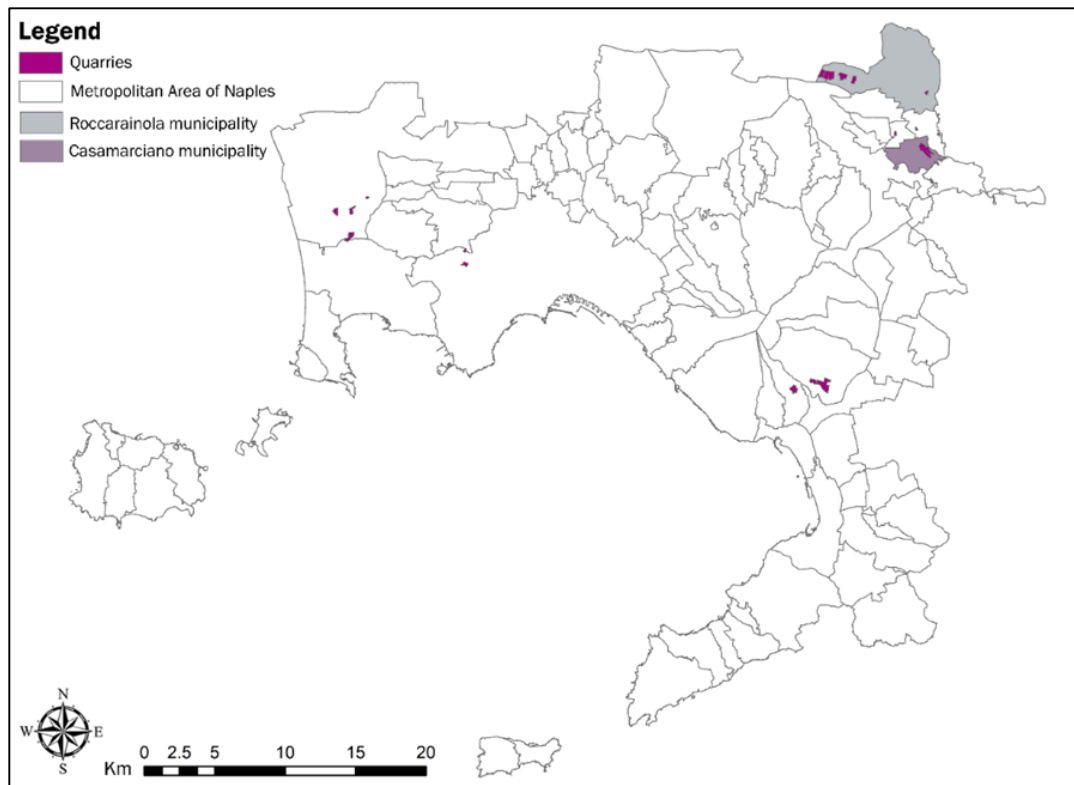 Legend
Quarries
Metropolitan Area of Naples
Roccarainola municipality
Casamarciano municipality
N
W E
S
0 2.5 5 10 15 20
Km